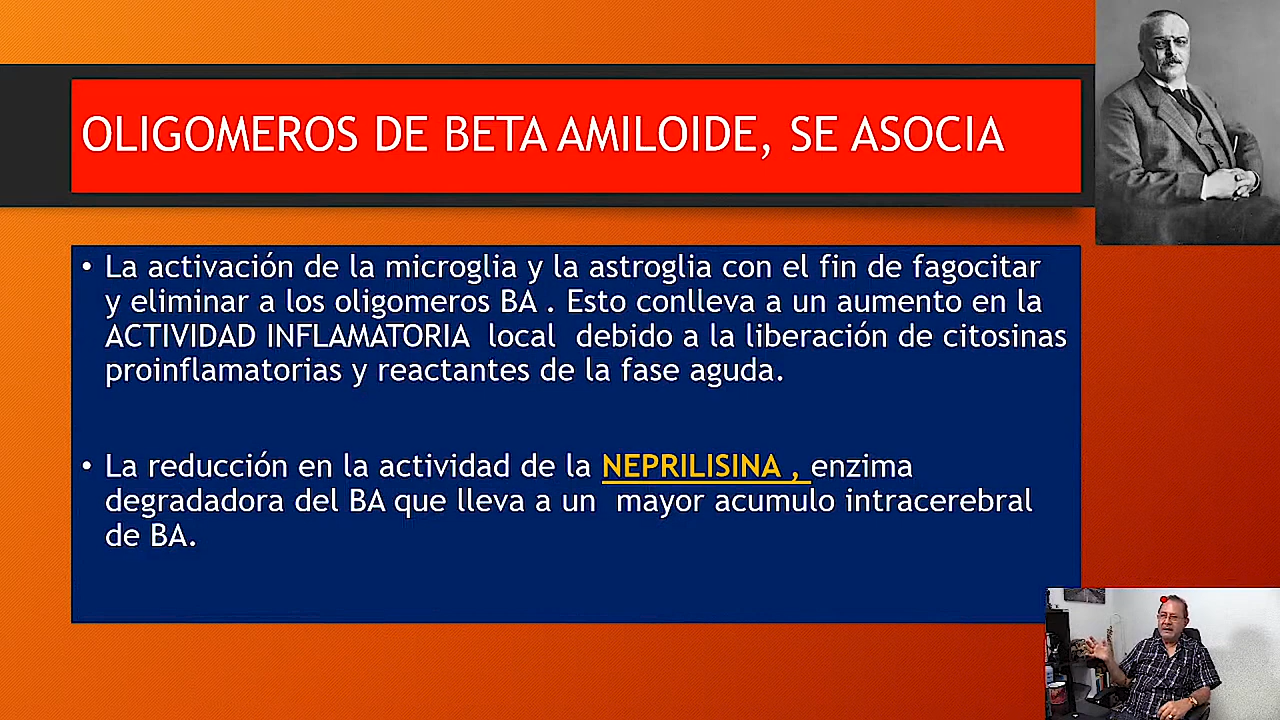 OLIGOMEROS DE BETA AMILOIDE, SE ASOCIA
• La activación de la microglia y la astroglia con el fin de fagocitar
y eliminar a los oligomeros BA . Esto conlleva a un aumento en la
ACTIVIDAD INFLAMATORIA local debido a la liberación de citosinas
proinflamatorias y reactantes de la fase aguda.
• La reducción en la actividad de la NEPRILISINA , enzima
degradadora del BA que lleva a un mayor acumulo intracerebral
de BA.